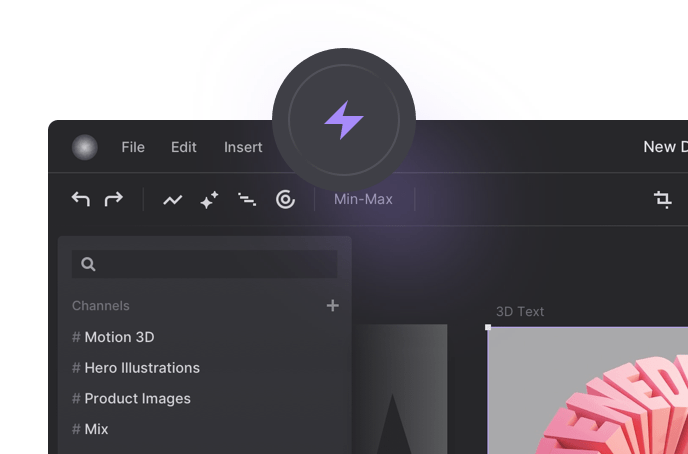 File Edit Insert New D
Min-Max
Channels
# Motion 3D
# Hero Illustrations
# Product Images
# Mix
3D Text